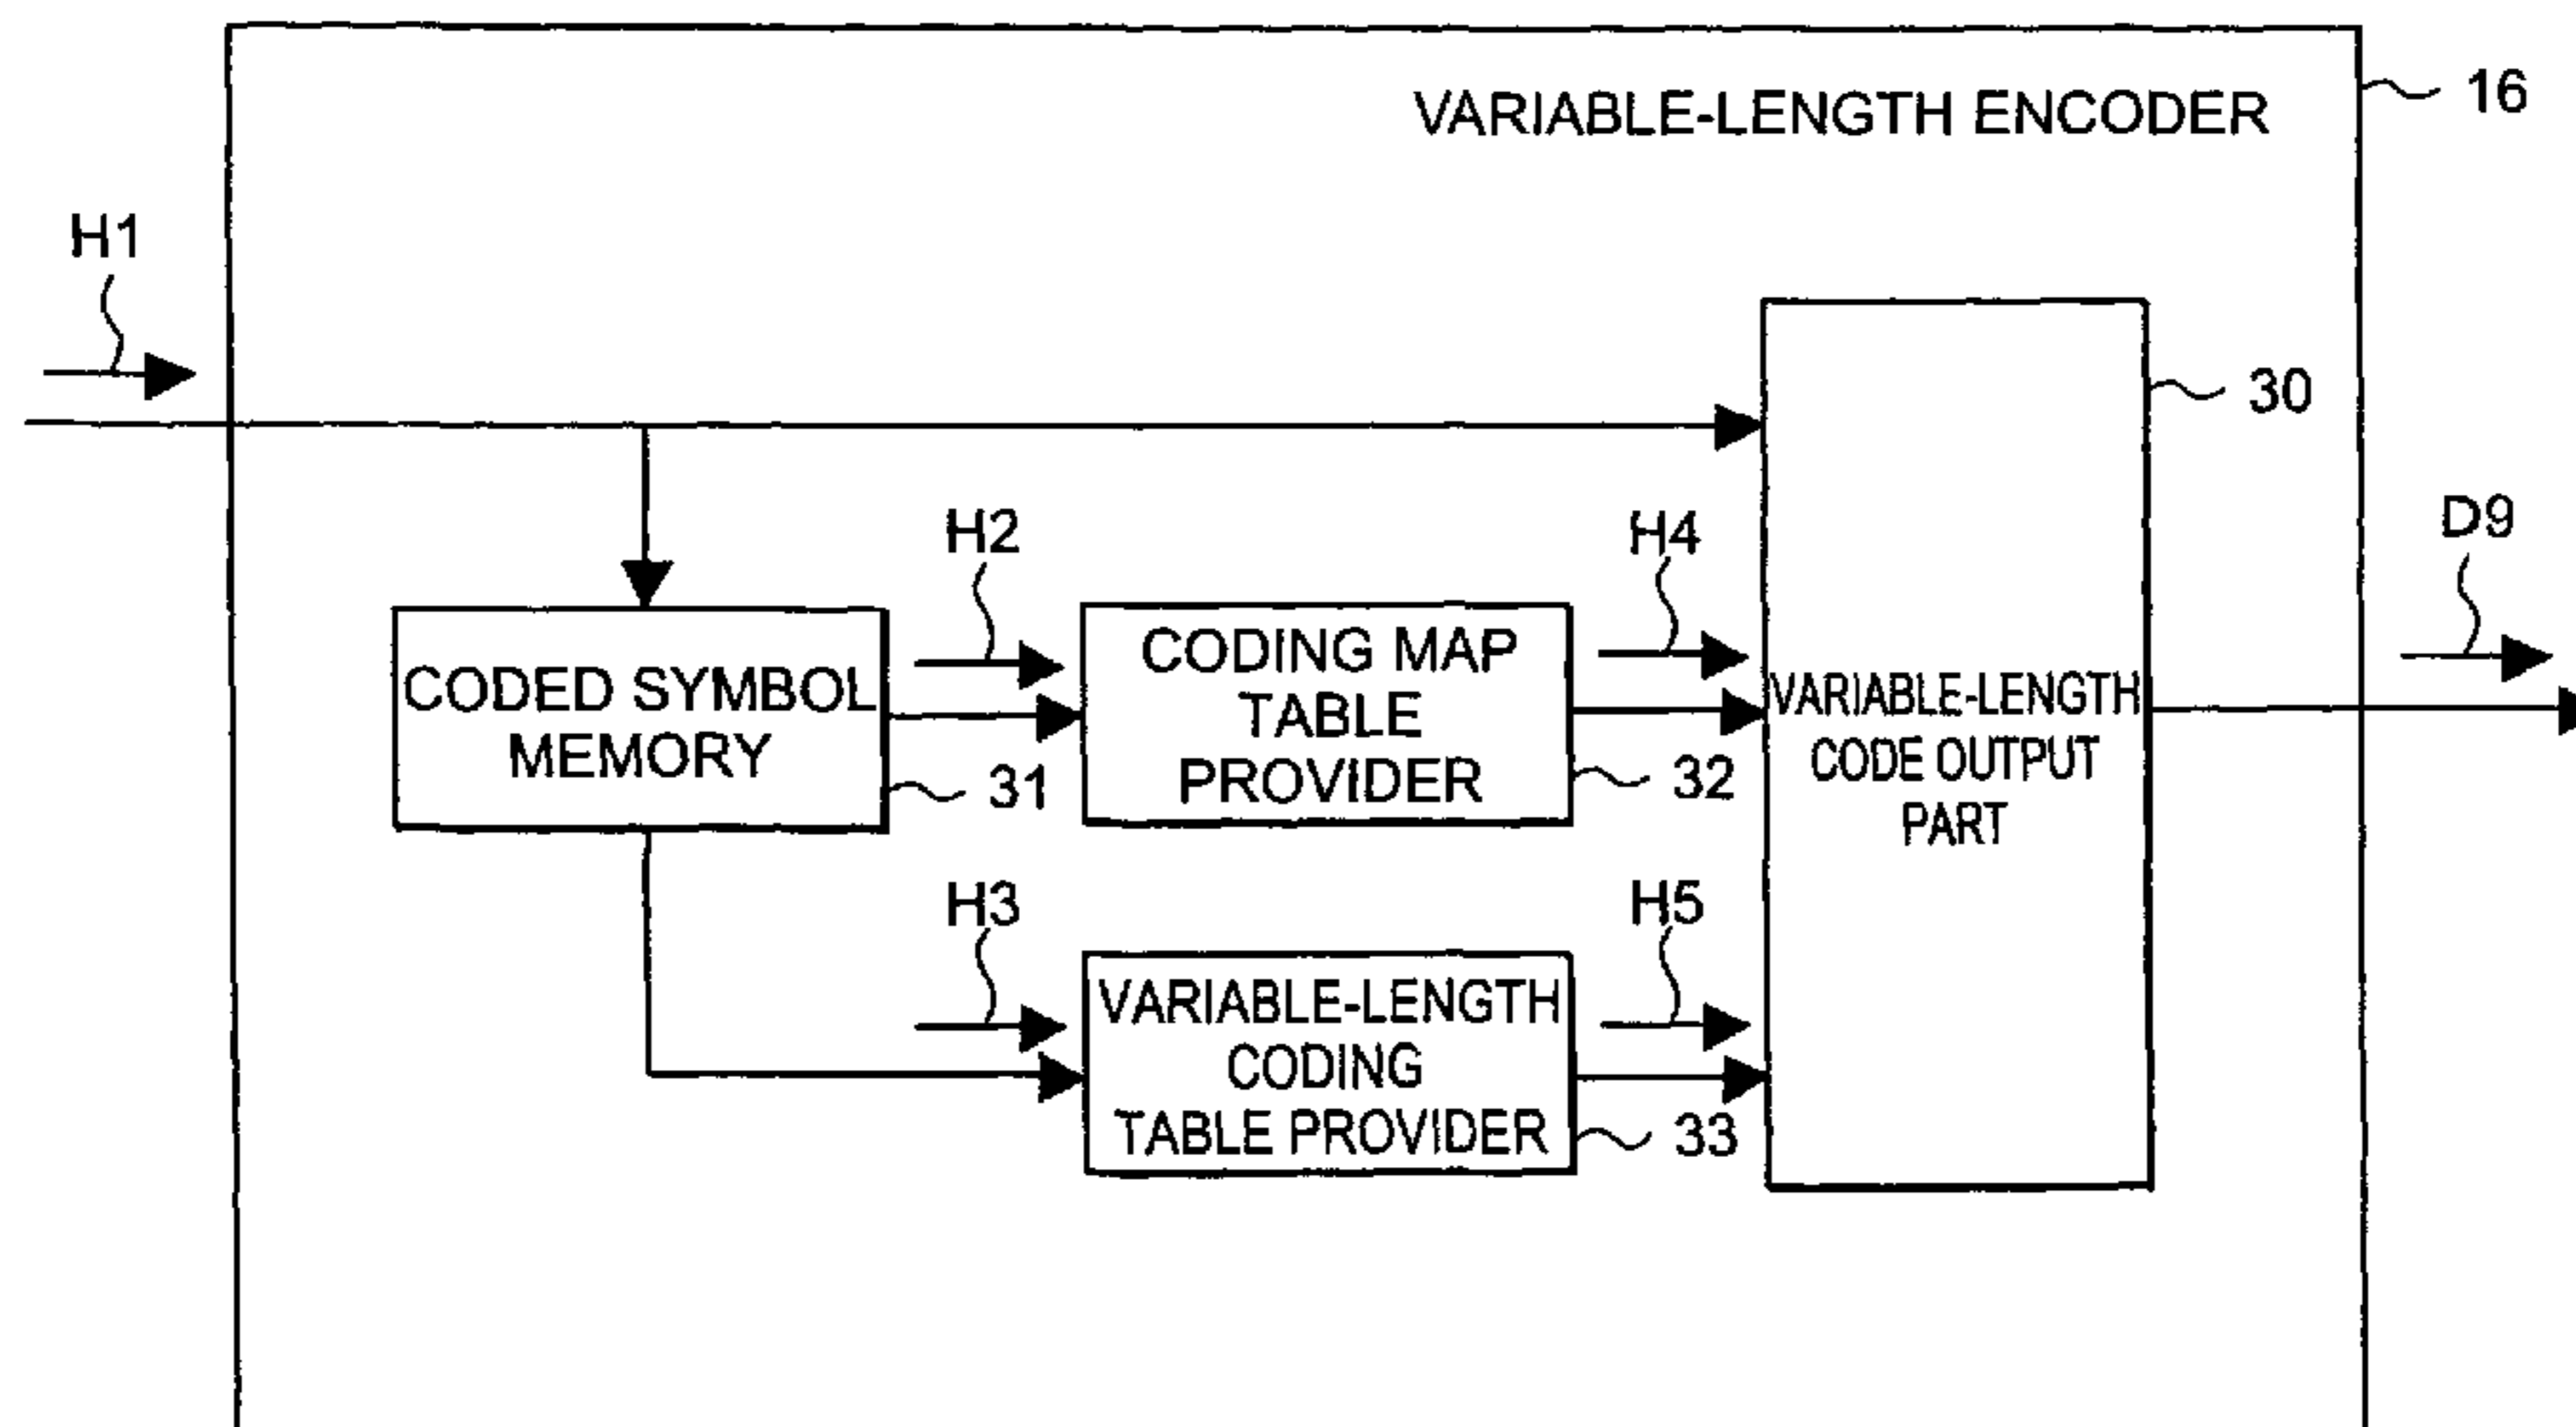 VARIABLE-LENGTH ENCODER
16
H1
30
H2
H4
D9
CODED SYMBOL
MEMORY
31
CODING MAP
TABLE
PROVIDER
32
VARIABLE-LENGTH
CODE OUTPUT
PART
H3
H5
VARIABLE-LENGTH
CODING
TABLE PROVIDER
33